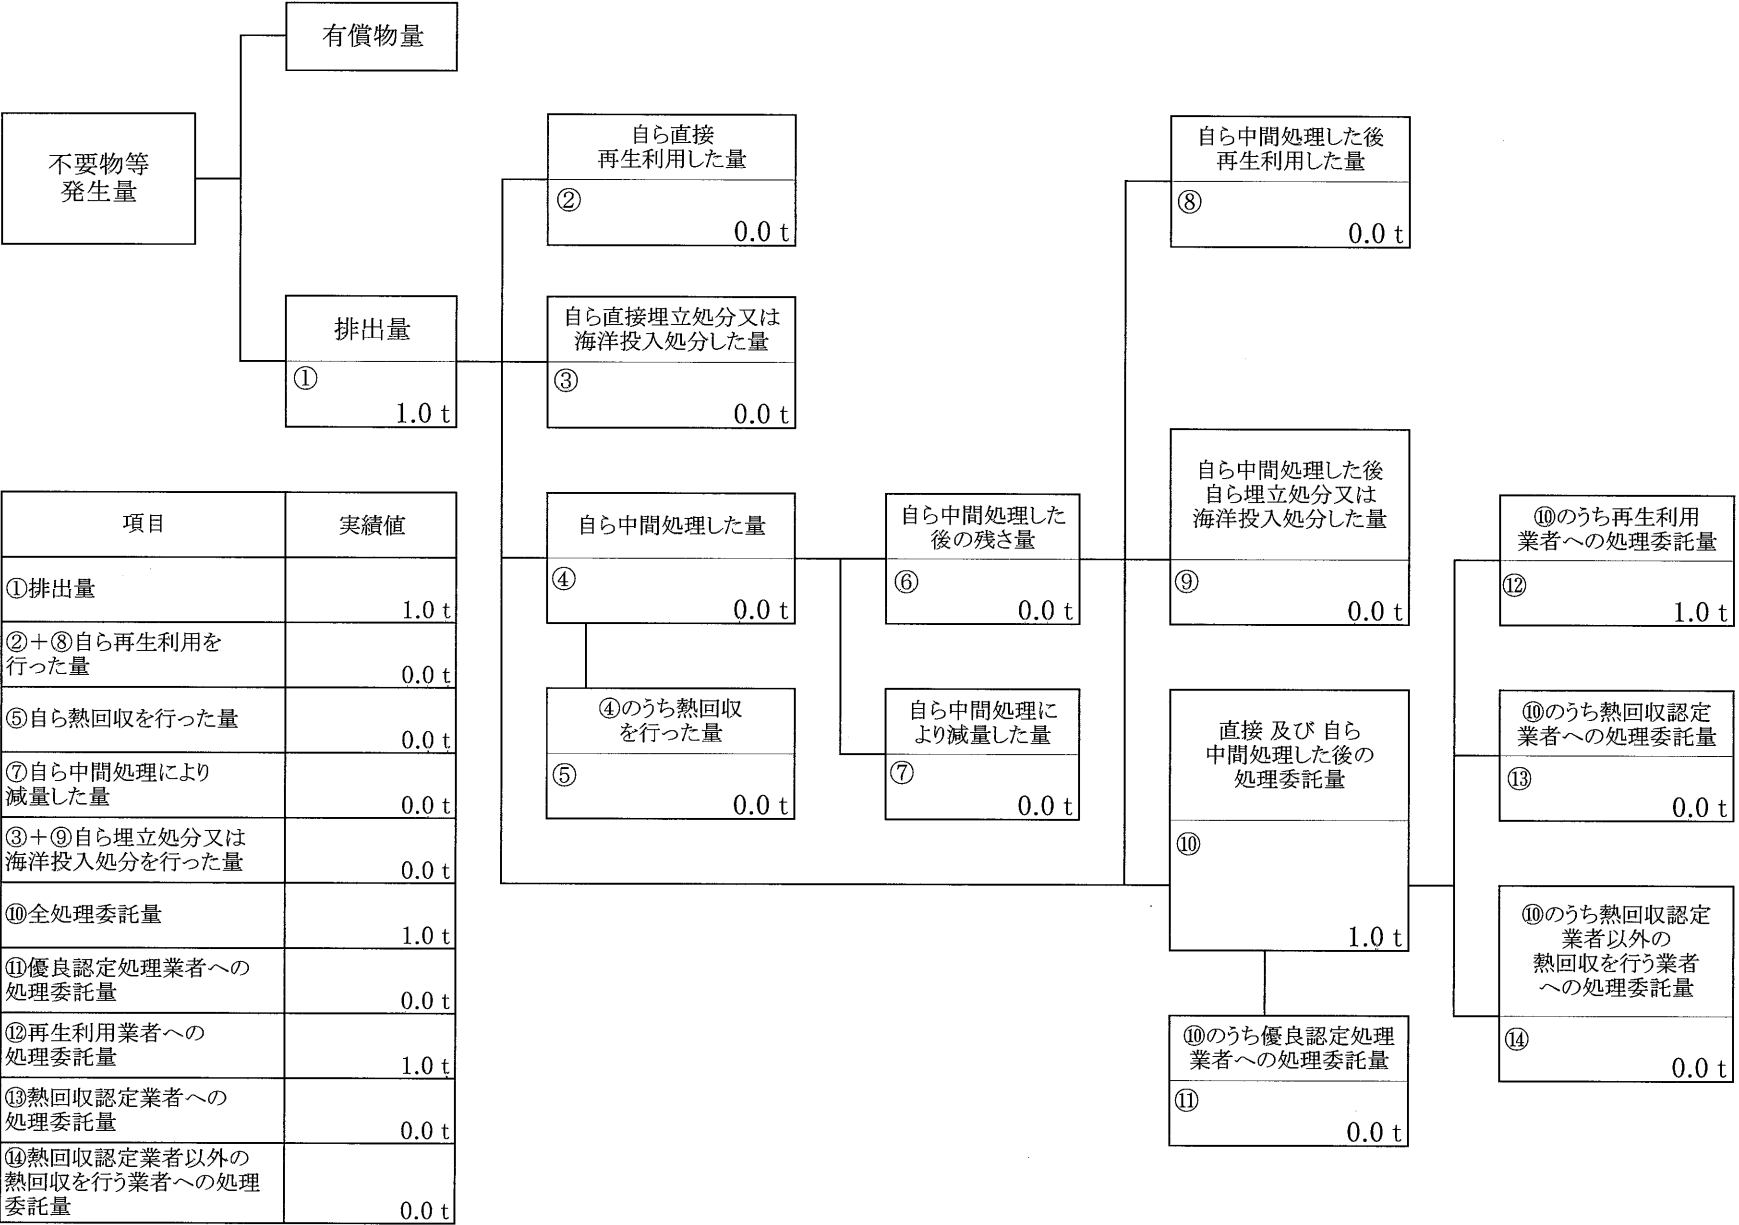 有償物量
不要物等
発生量
排出量
①
1.0 t
自ら直接
再生利用した量
②
0.0 t
自ら直接埋立処分又は
海洋投入処分した量
③
0.0 t
自ら中間処理した量
④
0.0 t
④のうち熱回収
を行った量
⑤
0.0 t
自ら中間処理した
後の残さ量
⑥
0.0 t
自ら中間処理に
より減量した量
⑦
0.0 t
自ら中間処理した後
再生利用した量
⑧
0.0 t
自ら中間処理した後
自ら埋立処分又は
海洋投入処分した量
⑨
0.0 t
直接 及び 自ら
中間処理した後の
処理委託量
⑩
1.0 t
⑩のうち優良認定処理
業者への処理委託量
⑪
0.0 t
⑩のうち再生利用
業者への処理委託量
⑫
1.0 t
⑩のうち熱回収認定
業者への処理委託量
⑬
0.0 t
⑩のうち熱回収認定
業者以外の
熱回収を行う業者
への処理委託量
⑭
0.0 t
項目
実績値
①排出量
1.0 t
②＋⑧自ら再生利用を
行った量
0.0 t
⑤自ら熱回収を行った量
0.0 t
⑦自ら中間処理により
減量した量
0.0 t
③＋⑨自ら埋立処分又は
海洋投入処分を行った量
0.0 t
⑩全処理委託量
1.0 t
⑪優良認定処理業者への
処理委託量
0.0 t
⑫再生利用業者への
処理委託量
1.0 t
⑬熱回収認定業者への
処理委託量
0.0 t
⑭熱回収認定業者以外の
熱回収を行う業者への処理
委託量
0.0 t